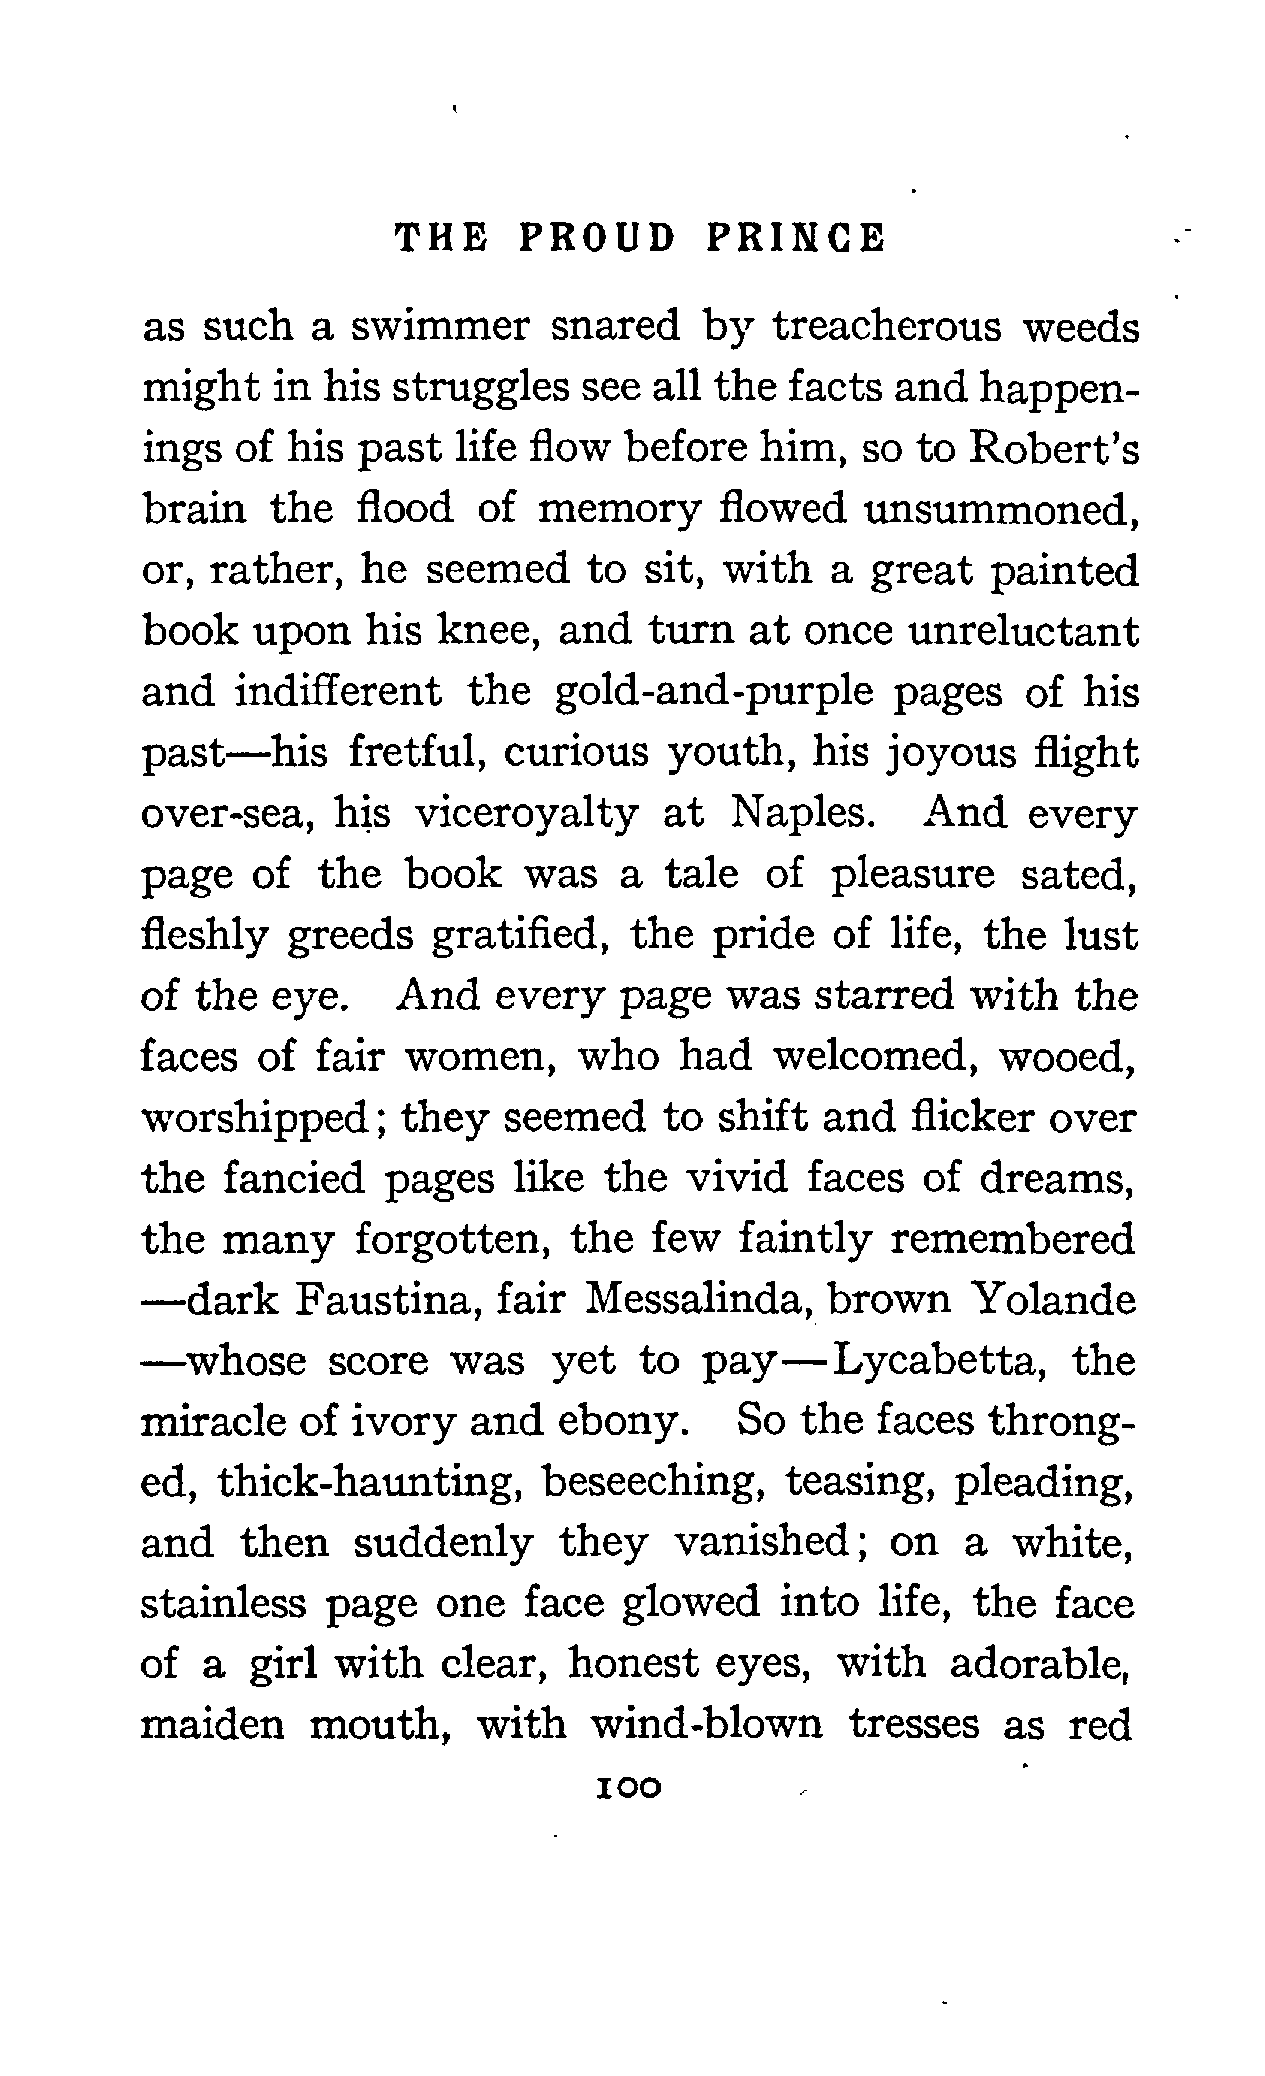 THE PROUD PRINCE
as such a swimmer snared by treacherous weeds
might in his struggles see all the facts and happen-
ings of his past life flow before him, so to Robert's
brain the flood of memory flowed unsummoned,
or, rather, he seemed to sit, with a great painted
book upon his knee, and turn at once unreluctant
and indifferent the gold-and-purple pages of his
past—his fretful, curious youth, his joyous flight
over-sea, his viceroyalty at Naples. And every
page of the book was a tale of pleasure sated,
fleshly greeds gratified, the pride of life, the lust
of the eye. And every page was starred with the
faces of fair women, who had welcomed, wooed,
worshipped; they seemed to shift and flicker over
the fancied pages like the vivid faces of dreams,
the many forgotten, the few faintly remembered
—dark Faustina, fair Messalinda, brown Yolande
—whose score was yet to pay—Lycabetta, the
miracle of ivory and ebony. So the faces throng-
ed, thick-haunting, beseeching, teasing, pleading,
and then suddenly they vanished; on a white,
stainless page one face glowed into life, the face
of a girl with clear, honest eyes, with adorable,
maiden mouth, with wind-blown tresses as red
100